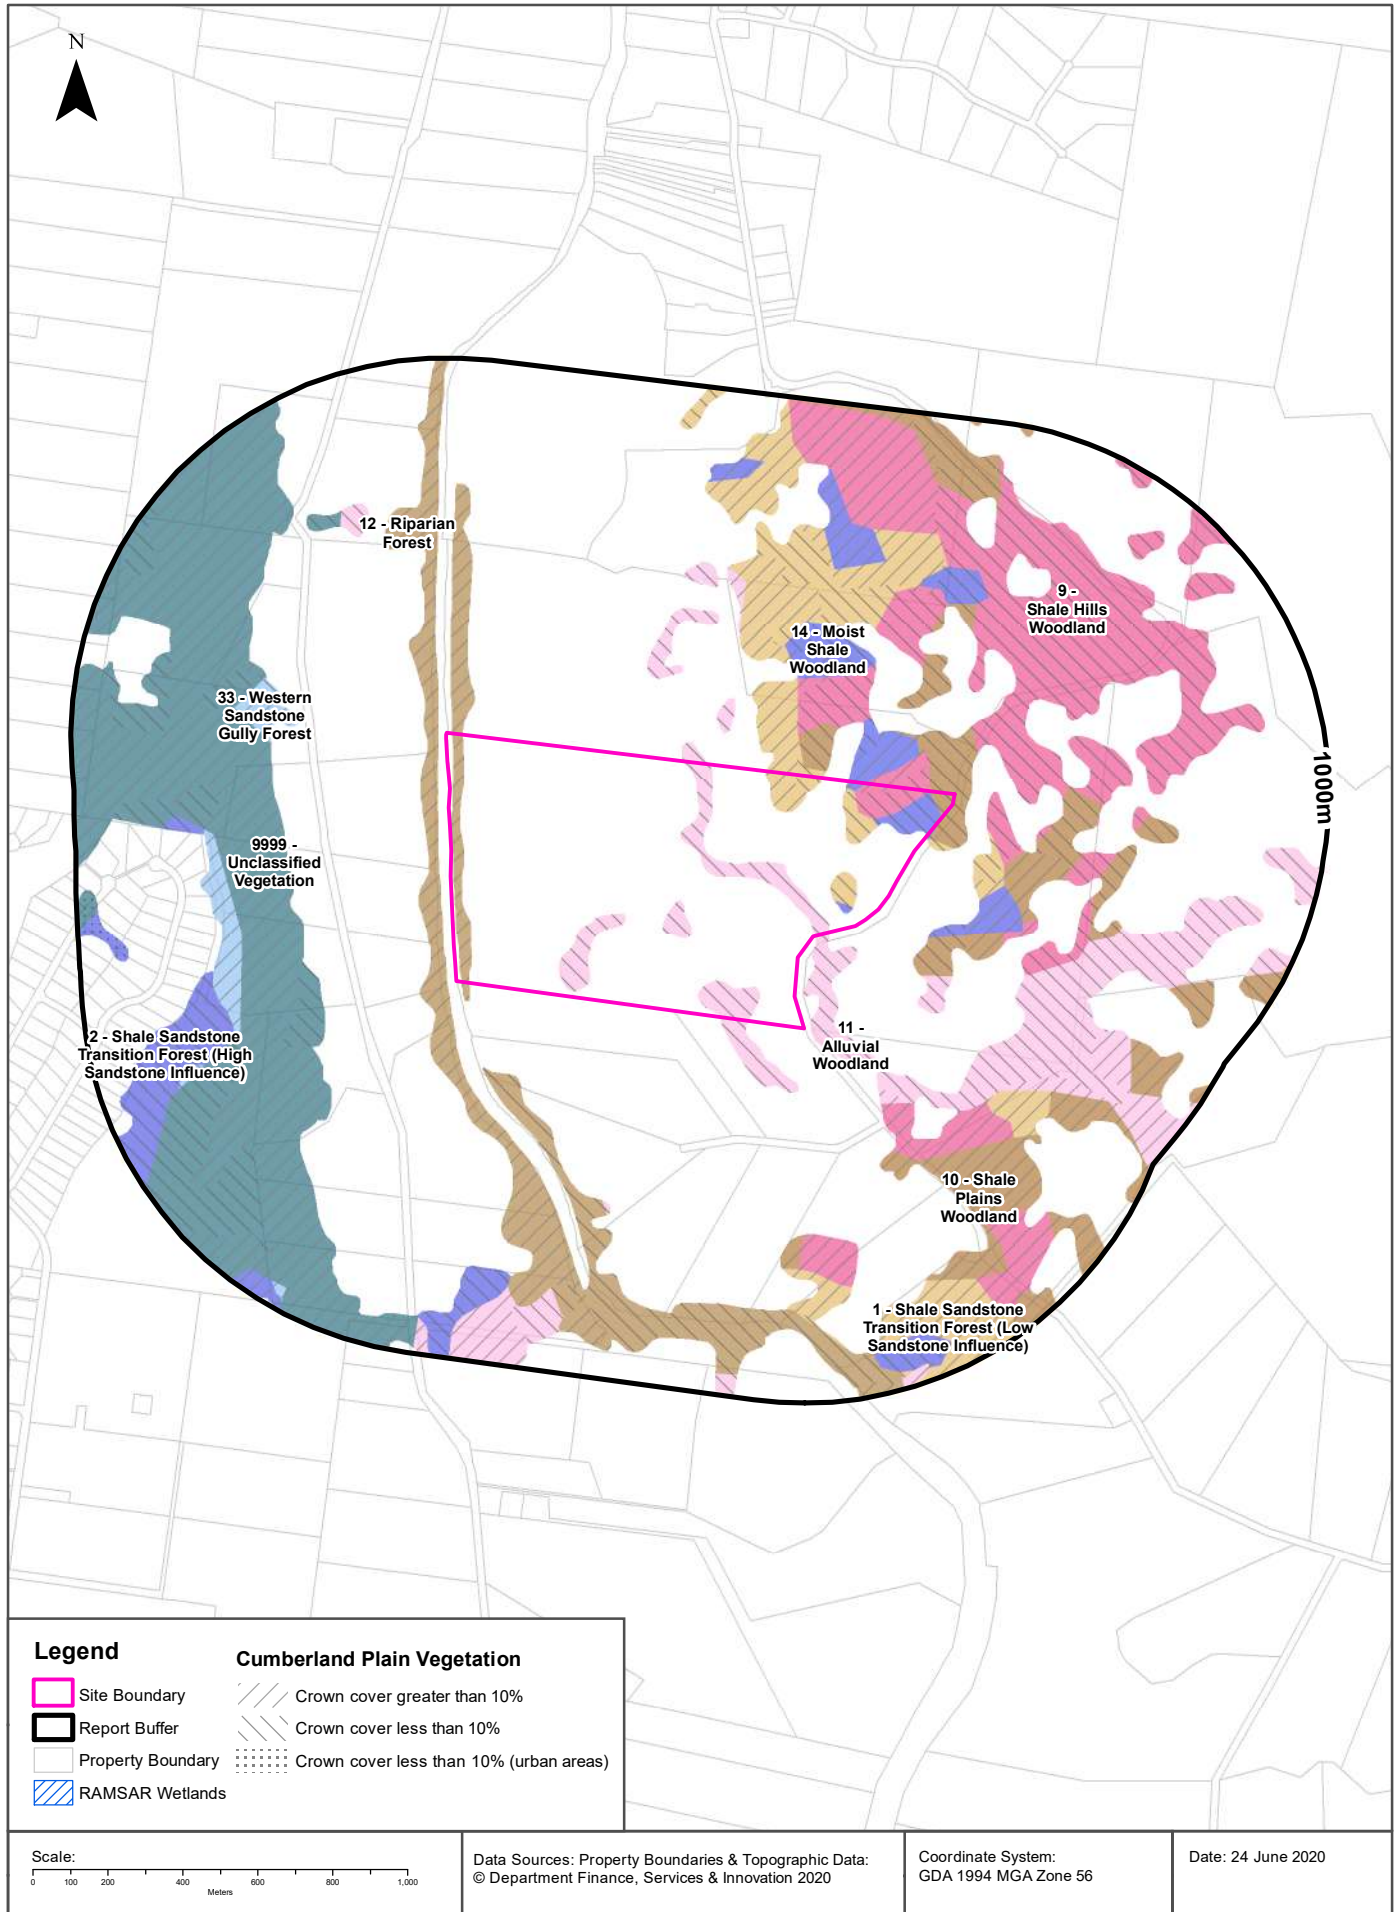 N
12 - Riparian
Forest
9 -
Shale Hills
Woodland
14 - Moist
Shale
Woodland
33 - Western
Sandstone
Gully Forest
1000m
9999 -
Unclassified
Vegetation
2 - Shale Sandstone
Transition Forest (High
Sandstone Influence)
11 -
Alluvial
Woodland
10 - Shale
Plains
Woodland
1 - Shale Sandstone
Transition Forest (Low
Sandstone Influence)
Legend
Site Boundary
Report Buffer
Property Boundary
RAMSAR Wetlands
Cumberland Plain Vegetation
Crown cover greater than 10%
Crown cover less than 10%
Crown cover less than 10% (urban areas)
Scale:
0 100 200 400 600 800 1,000
Meters
Data Sources: Property Boundaries & Topographic Data:
© Department Finance, Services & Innovation 2020
Coordinate System:
GDA 1994 MGA Zone 56
Date: 24 June 2020